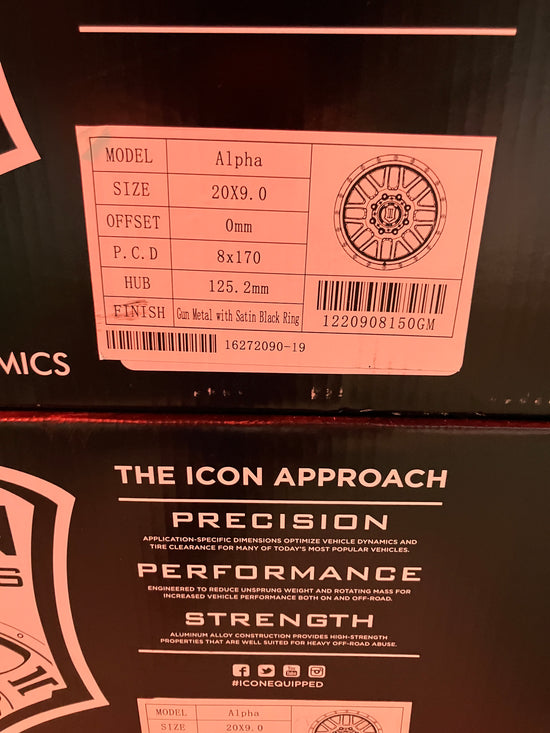 MODEL Alpha
SIZE 20X9.0
OFFSET 0mm
P.C.D 8x170
HUB 125.2mm
FINISH Gun Metal with Satin Black Ring
1220908150GM
16272090-19
MICS
THE ICON APPROACH
PRECISION
APPLICATION-SPECIFIC DIMENSIONS OPTIMIZE VEHICLE DYNAMICS AND
TIRE CLEARANCE FOR MANY OF TODAY'S MOST POPULAR VEHICLES.
PERFORMANCE
ENGINEERED TO REDUCE UNSPRUNG WEIGHT AND ROTATING MASS FOR
INCREASED VEHICLE PERFORMANCE BOTH ON AND OFF-ROAD.
STRENGTH
ALUMINUM ALLOY CONSTRUCTION PROVIDES HIGH-STRENGTH
PROPERTIES THAT ARE WELL SUITED FOR HEAVY OFF-ROAD ABUSE.
#ICONEQUIPPED
MODEL Alpha
SIZE 20X9.0